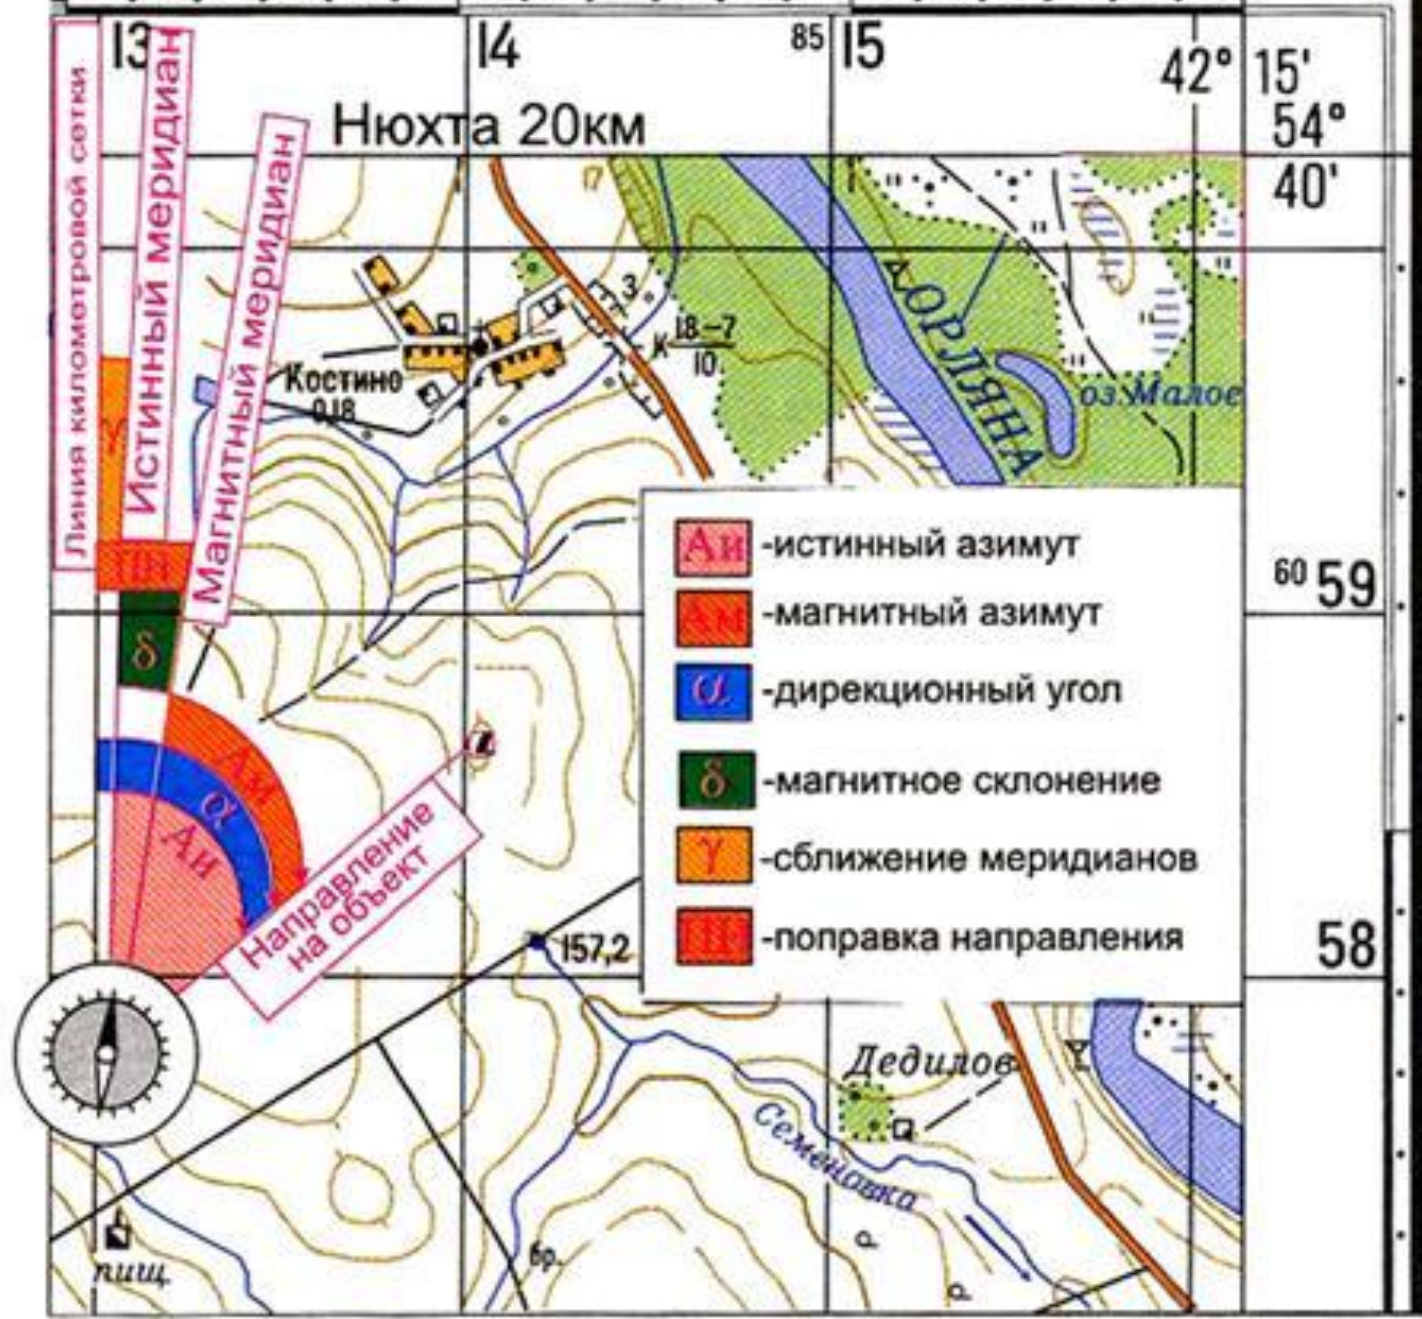 13
14
85 15
42° 15'
54°
40'
Нюхта 20км
Линия километровой сетки
Истинный меридиан
Магнитный меридиан
17
3
К 18-7
10
Костино
0,18
ОРЛЯНА
оз.Малое
γ
ПН
δ
Ам
α
Аи
Направление
на объект
Аи -истинный азимут
Ам -магнитный азимут
α -дирекционный угол
δ -магнитное склонение
γ -сближение меридианов
ПН -поправка направления
60 59
58
157,2
Дедилов
Семеновка
бр.
р
р
пищ.